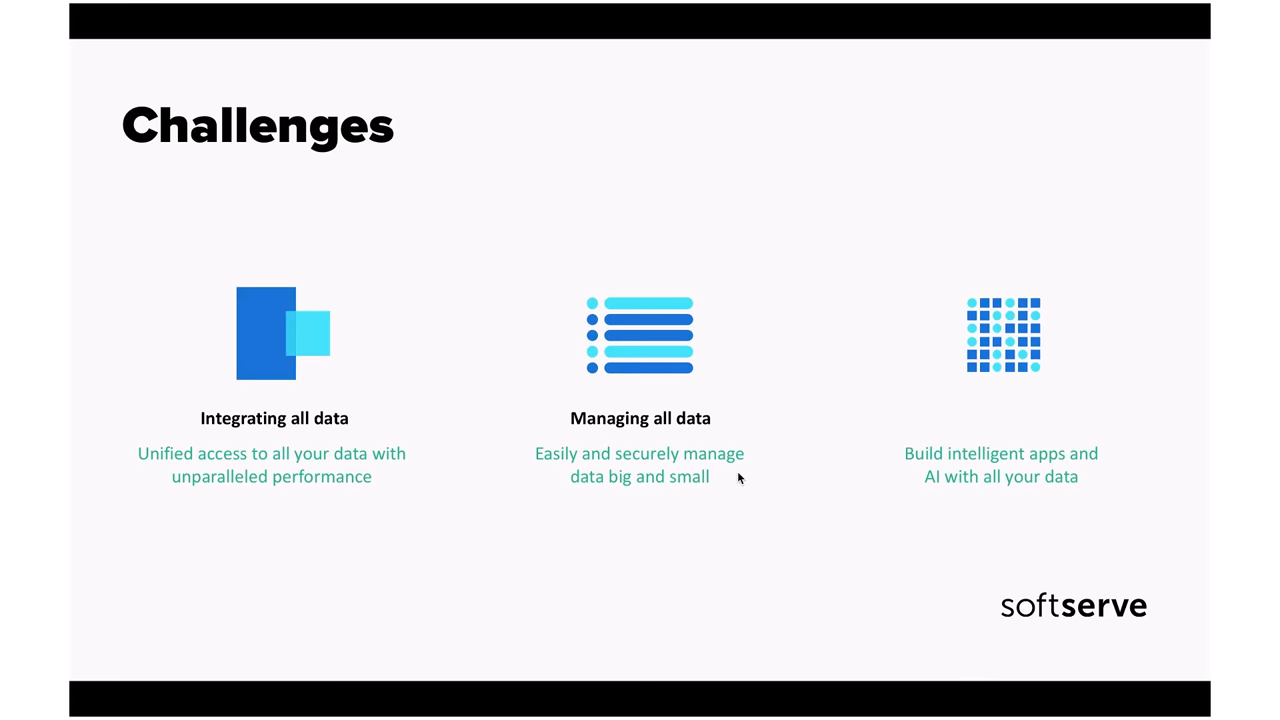 Challenges
Integrating all data
Unified access to all your data with
unparalleled performance
Managing all data
Easily and securely manage
data big and small
Build intelligent apps and
AI with all your data
softserve